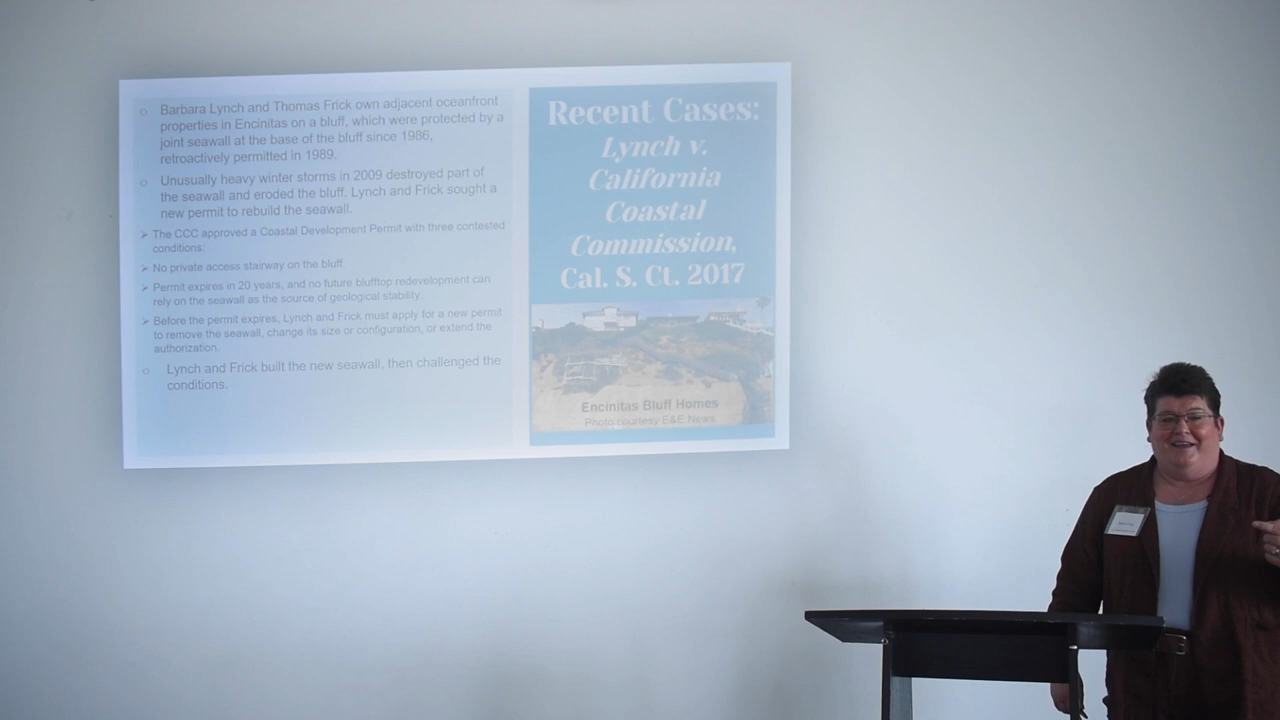 ○ Barbara Lynch and Thomas Frick own adjacent oceanfront
properties in Encinitas on a bluff, which were protected by a
joint seawall at the base of the bluff since 1986,
retroactively permitted in 1989.
○ Unusually heavy winter storms in 2009 destroyed part of
the seawall and eroded the bluff. Lynch and Frick sought a
new permit to rebuild the seawall.
➢ The CCC approved a Coastal Development Permit with three contested
conditions:
➢ No private access stairway on the bluff
➢ Permit expires in 20 years, and no future blufftop redevelopment can
rely on the seawall as the source of geological stability.
➢ Before the permit expires, Lynch and Frick must apply for a new permit
to remove the seawall, change its size or configuration, or extend the
authorization.
○ Lynch and Frick built the new seawall, then challenged the
conditions.
Recent Cases:
Lynch v.
California
Coastal
Commission,
Cal. S. Ct. 2017
Encinitas Bluff Homes
Photo courtesy E&E News